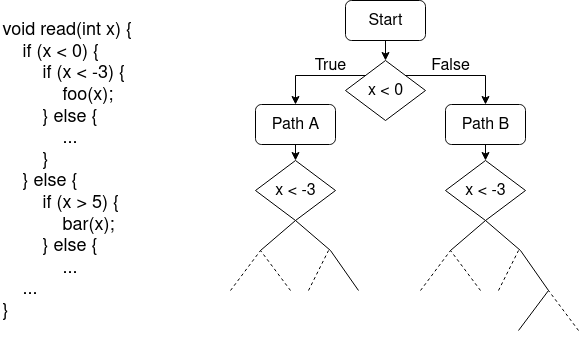 void read(int x) {
if (x < 0) {
if (x < -3) {
foo(x);
} else {
...
}
} else {
if (x > 5) {
bar(x);
} else {
...
...
}
Start
True
False
x < 0
Path A
Path B
x < -3
x < -3